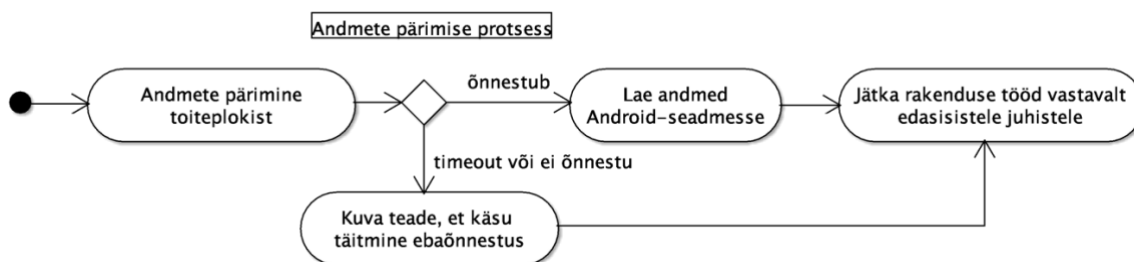 Andmete pärimise protsess
Andmete pärimine
toiteplokist
õnnestub
Lae andmed
Android-seadmesse
Jätka rakenduse tööd vastavalt
edasisistele juhistele
timeout või ei õnnestu
Kuva teade, et käsu
täitmine ebaõnnestus